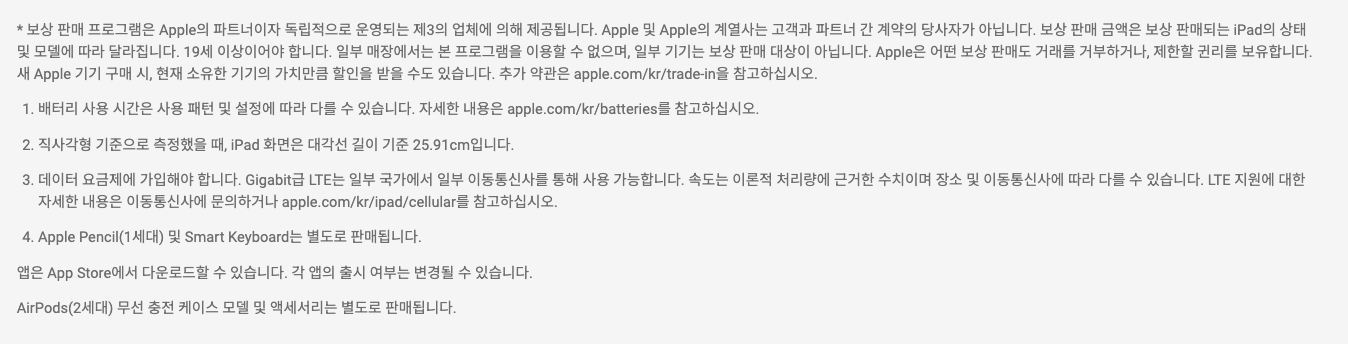 * 보상 판매 프로그램은 Apple의 파트너이자 독립적으로 운영되는 제3의 업체에 의해 제공됩니다. Apple 및 Apple의 계열사는 고객과 파트너 간 계약의 당사자가 아닙니다. 보상 판매 금액은 보상 판매되는 iPad의 상태
및 모델에 따라 달라집니다. 19세 이상이어야 합니다. 일부 매장에서는 본 프로그램을 이용할 수 없으며, 일부 기기는 보상 판매 대상이 아닙니다. Apple은 어떤 보상 판매도 거래를 거부하거나, 제한할 권리를 보유합니다.
새 Apple 기기 구매 시, 현재 소유한 기기의 가치만큼 할인을 받을 수도 있습니다. 추가 약관은 apple.com/kr/trade-in을 참고하십시오.
1. 배터리 사용 시간은 사용 패턴 및 설정에 따라 다를 수 있습니다. 자세한 내용은 apple.com/kr/batteries를 참고하십시오.
2. 직사각형 기준으로 측정했을 때, iPad 화면은 대각선 길이 기준 25.91cm입니다.
3. 데이터 요금제에 가입해야 합니다. Gigabit급 LTE는 일부 국가에서 일부 이동통신사를 통해 사용 가능합니다. 속도는 이론적 처리량에 근거한 수치이며 장소 및 이동통신사에 따라 다를 수 있습니다. LTE 지원에 대한
자세한 내용은 이동통신사에 문의하거나 apple.com/kr/ipad/cellular를 참고하십시오.
4. Apple Pencil(1세대) 및 Smart Keyboard는 별도로 판매됩니다.
앱은 App Store에서 다운로드할 수 있습니다. 각 앱의 출시 여부는 변경될 수 있습니다.
AirPods(2세대) 무선 충전 케이스 모델 및 액세서리는 별도로 판매됩니다.